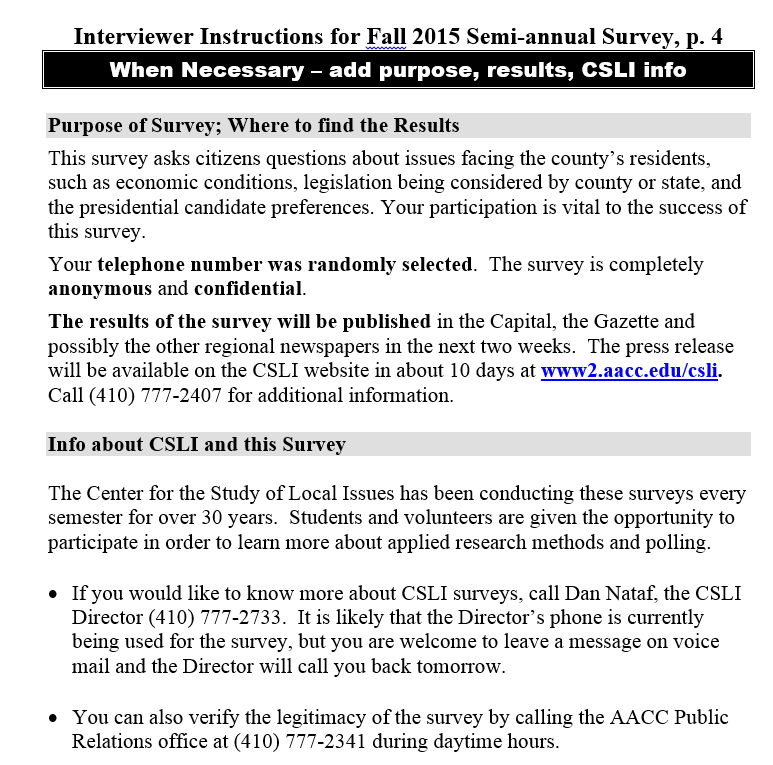 Interviewer Instructions for Fall 2015 Semi-annual Survey, p. 4
When Necessary – add purpose, results, CSLI info
Purpose of Survey; Where to find the Results
This survey asks citizens questions about issues facing the county’s residents,
such as economic conditions, legislation being considered by county or state, and
the presidential candidate preferences. Your participation is vital to the success of
this survey.
Your telephone number was randomly selected.  The survey is completely
anonymous and confidential.
The results of the survey will be published in the Capital, the Gazette and
possibly the other regional newspapers in the next two weeks.  The press release
will be available on the CSLI website in about 10 days at www2.aacc.edu/csli.
Call (410) 777-2407 for additional information.
Info about CSLI and this Survey
The Center for the Study of Local Issues has been conducting these surveys every
semester for over 30 years.  Students and volunteers are given the opportunity to
participate in order to learn more about applied research methods and polling.
• If you would like to know more about CSLI surveys, call Dan Nataf, the CSLI
Director (410) 777-2733.  It is likely that the Director’s phone is currently
being used for the survey, but you are welcome to leave a message on voice
mail and the Director will call you back tomorrow.
• You can also verify the legitimacy of the survey by calling the AACC Public
Relations office at (410) 777-2341 during daytime hours.